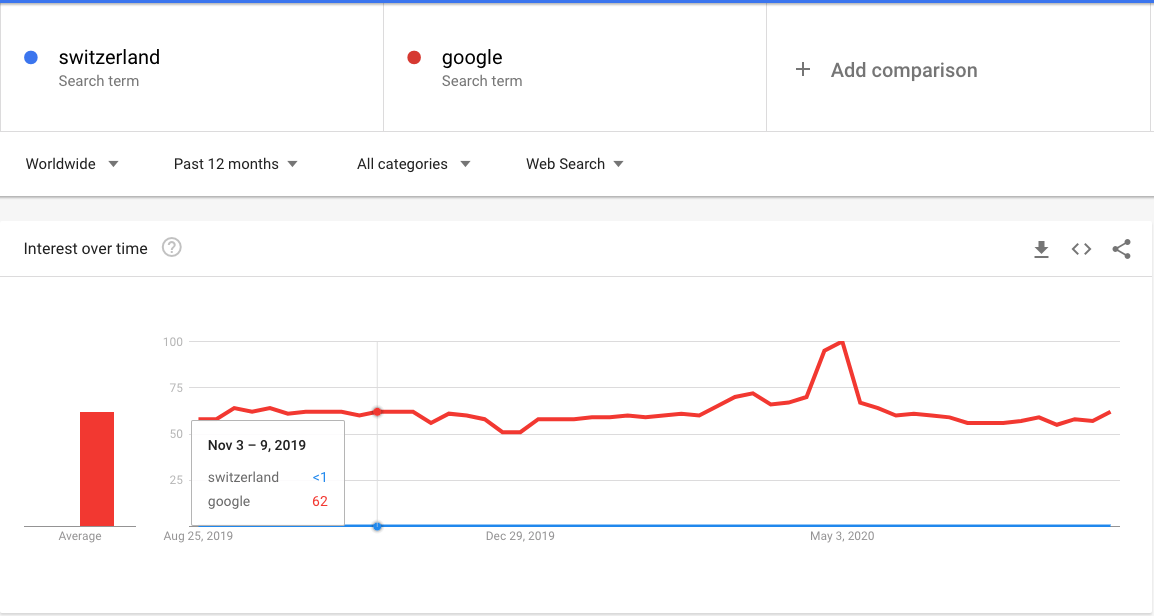 switzerland
Search term
google
Search term
+ Add comparison
Worldwide
Past 12 months
All categories
Web Search
Interest over time ?
100
75
50
25
Nov 3 – 9, 2019
switzerland <1
google 62
Average
Aug 25, 2019
Dec 29, 2019
May 3, 2020